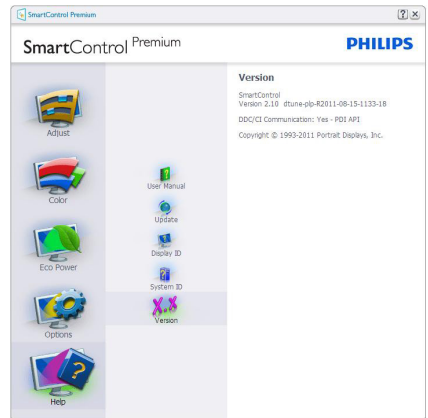 SmartControl Premium
SmartControl Premium
PHILIPS
Adjust
Color
Eco Power
Options
Help
User Manual
Update
Display ID
System ID
X.X
Version
Version
SmartControl
Version 2.10 dtune-plp-R2011-08-15-1133-18
DDC/CI Communication: Yes - PDI API
Copyright © 1993-2011 Portrait Displays, Inc.